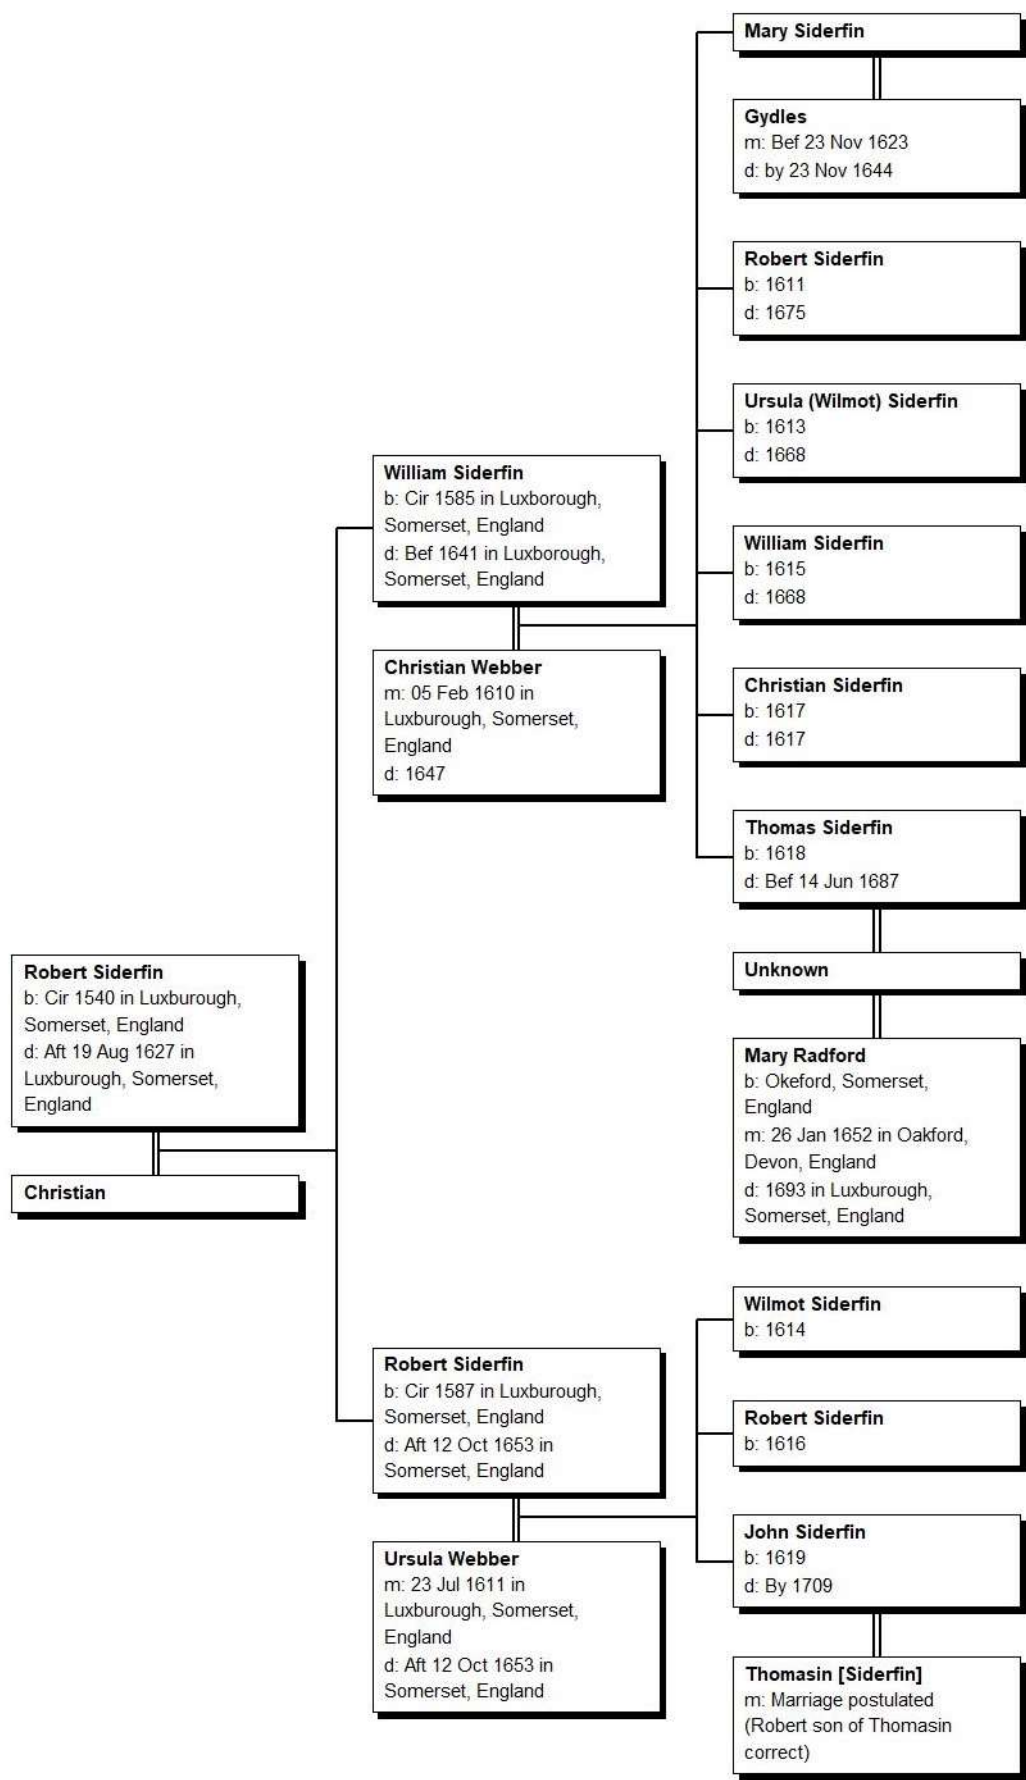 Mary Siderfin
Gydles
m: Bef 23 Nov 1623
d: by 23 Nov 1644
Robert Siderfin
b: 1611
d: 1675
Ursula (Wilmot) Siderfin
b: 1613
d: 1668
William Siderfin
b: Cir 1585 in Luxborough,
Somerset, England
d: Bef 1641 in Luxborough,
Somerset, England
William Siderfin
b: 1615
d: 1668
Christian Webber
m: 05 Feb 1610 in
Luxburough, Somerset,
England
d: 1647
Christian Siderfin
b: 1617
d: 1617
Thomas Siderfin
b: 1618
d: Bef 14 Jun 1687
Unknown
Robert Siderfin
b: Cir 1540 in Luxburough,
Somerset, England
d: Aft 19 Aug 1627 in
Luxburough, Somerset,
England
Christian
Mary Radford
b: Okeford, Somerset,
England
m: 26 Jan 1652 in Oakford,
Devon, England
d: 1693 in Luxburough,
Somerset, England
Wilmot Siderfin
b: 1614
Robert Siderfin
b: Cir 1587 in Luxburough,
Somerset, England
d: Aft 12 Oct 1653 in
Somerset, England
Robert Siderfin
b: 1616
John Siderfin
b: 1619
d: By 1709
Ursula Webber
m: 23 Jul 1611 in
Luxburough, Somerset,
England
d: Aft 12 Oct 1653 in
Somerset, England
Thomasin [Siderfin]
m: Marriage postulated
(Robert son of Thomasin
correct)